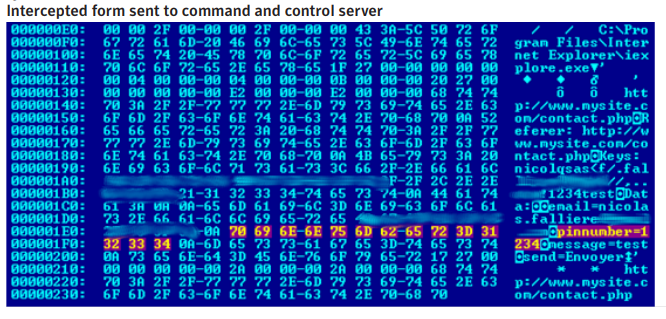 Intercepted form sent to command and control server
000000E0: 00 00 2F 00-00 00 2F 00-00 00 43 3A-5C 50 72 6F / / C:\Pro
000000F0: 67 72 61 6D-20 46 69 6C-65 73 5C 49-6E 74 65 72 gram Files\Inter
00000100: 6E 65 74 20-45 78 70 6C-6F 72 65 72-5C 69 65 78 net Explorer\iex
00000110: 70 6C 6F 72-65 2E 65 78-65 1F 27 00-00 00 00 00 plore.exe▼'
00000120: 00 04 00 00-00 04 00 00-00 0B 00 00-00 20 27 00 ♦ ♦ ♂ '
00000130: 00 00 00 00-E2 00 00 00-E2 00 00 00-68 74 74 ô ô htt
00000140: 70 3A 2F 2F-77 77 77 2E-6D 79 73 69-74 65 2E 63 p://www.mysite.c
00000150: 6F 6D 2F 63-6F 6E 74 61-63 74 2E 70-68 70 0A 52 om/contact.php◙R
00000160: 65 66 65 72-65 72 3A 20-68 74 74 70-3A 2F 2F 77 eferer: http://w
00000170: 77 77 2E 6D-79 73 69 74-65 2E 63 6F-6D 2F 63 6F ww.mysite.com/co
00000180: 6E 74 61 63-74 2E 70 68-70 0A 4B 65-79 73 3A 20 ntact.php◙Keys:
00000190: 6E 69 63 6F-6C 71 73 61-73 3C 66 2F-2E 66 61 6C nicolqsas<f/.fal
000001A0: 2F-2F 2C 2E 2E //,..
000001B0: 21-31 32 33 34-74 65 73 74-0A 44 61 74 !1234test◙Dat
000001C0: 61 3A 0A 0A-65 6D 61 69-6C 3D 6E 69-63 6F 6C 61 a:◙◙email=nicola
000001D0: 73 2E 66 61-6C 6C 69 65-72 65 s.falliere
000001E0: 0A 70 69 6E-6E 75 6D 62-65 72 3D 31 ◙pinnumber=1
000001F0: 32 33 34 0A-6D 65 73 73-61 67 65 3D-74 65 73 74 234◙message=test
00000200: 0A 73 65 6E-64 3D 45 6E-76 6F 79 65-72 17 27 00 ◙send=Envoyer↨'
00000210: 00 00 00 00-00 2A 00 00-00 2A 00 00-00 68 74 74 * * htt
00000220: 70 3A 2F 2F-77 77 77 2E-6D 79 73 69-74 65 2E 63 p://www.mysite.c
00000230: 6F 6D 2F 63-6F 6E 74 61-63 74 2E 70-68 70 om/contact.php